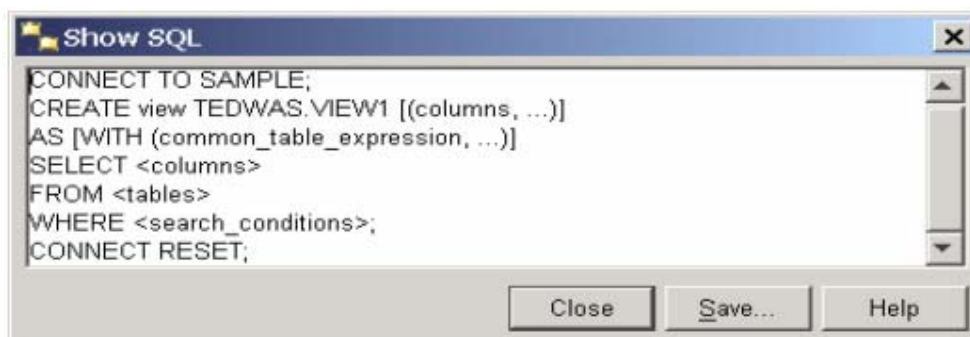 Show SQL
CONNECT TO SAMPLE;
CREATE view TEDWAS.VIEW1 [(columns, ...)]
AS [WITH (common_table_expression, ...)]
SELECT <columns>
FROM <tables>
WHERE <search_conditions>;
CONNECT RESET;
Close Save... Help